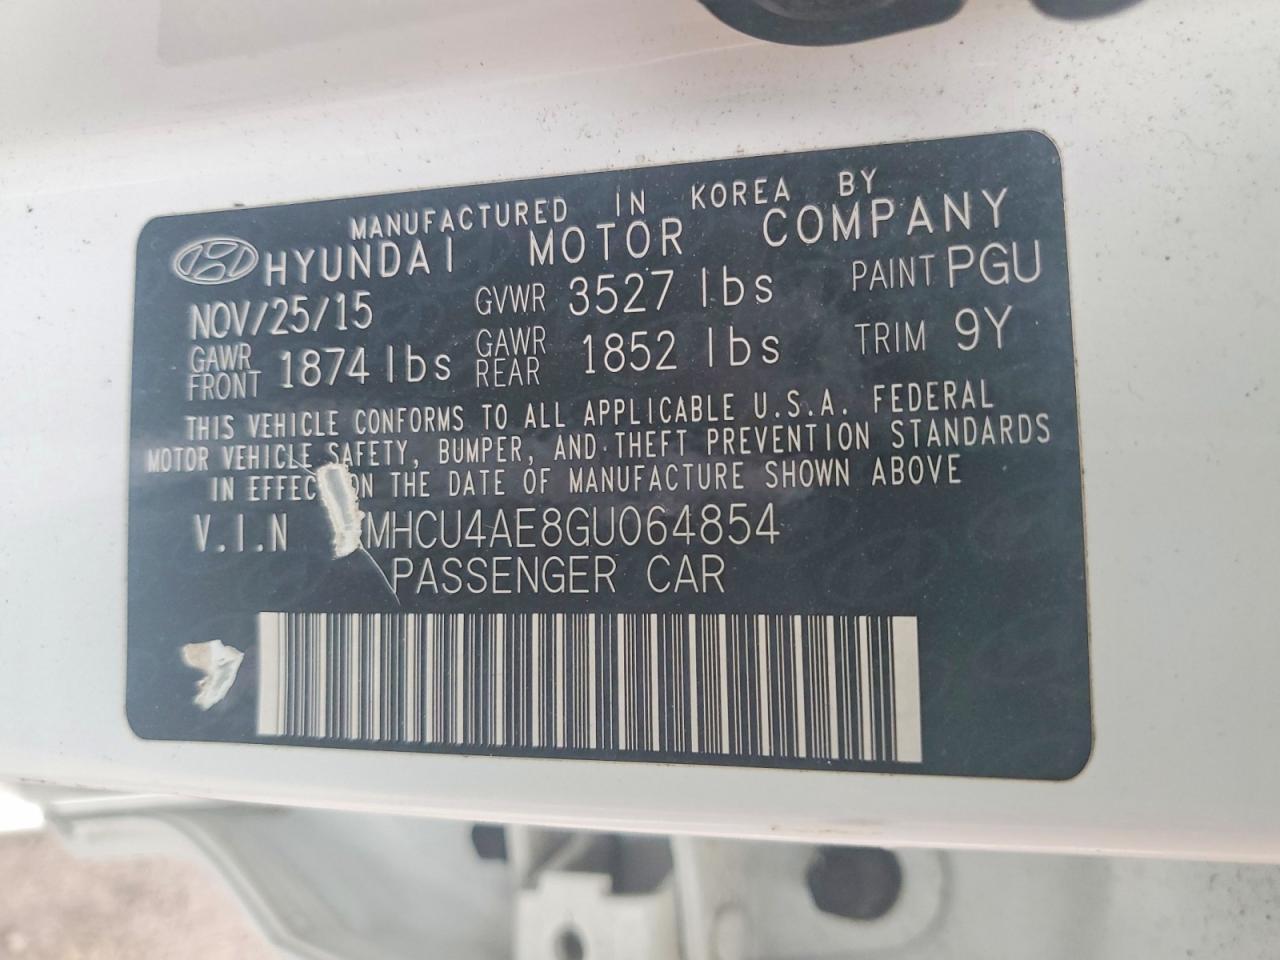 MANUFACTURED IN KOREA BY
HYUNDAI MOTOR COMPANY
NOV/25/15 GVWR 3527 lbs PAINT PGU
GAWR FRONT 1874 lbs GAWR REAR 1852 lbs TRIM 9Y
THIS VEHICLE CONFORMS TO ALL APPLICABLE U.S.A. FEDERAL
MOTOR VEHICLE SAFETY, BUMPER, AND THEFT PREVENTION STANDARDS
IN EFFECT ON THE DATE OF MANUFACTURE SHOWN ABOVE
V.I.N MHCU4AE8GU064854
PASSENGER CAR